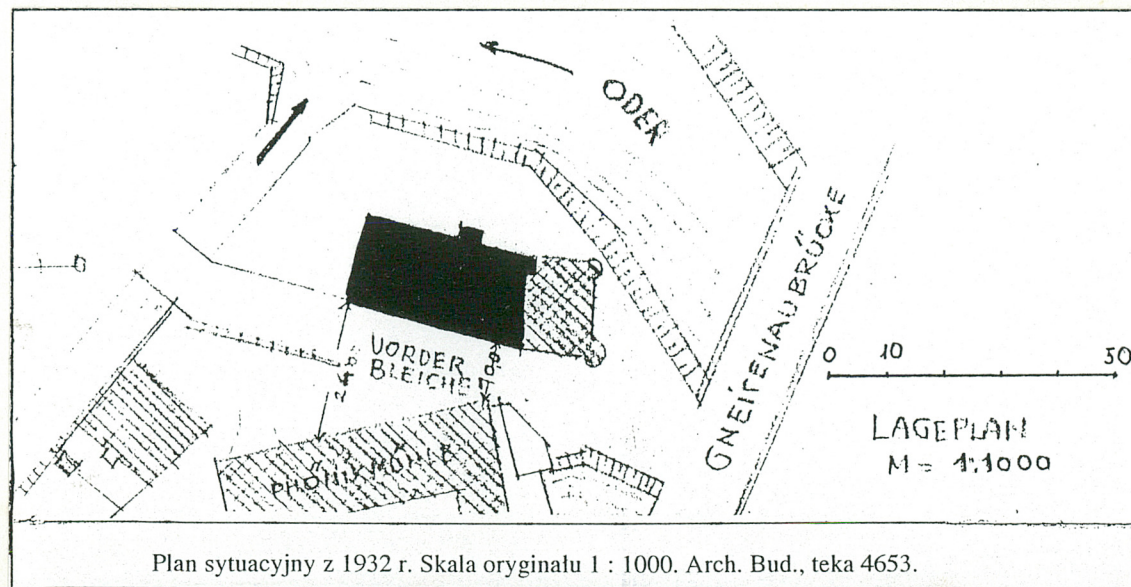 ODER
GNEIßENAUBRÜCKE
VORDER
BLEICHE
PHÖNIXMÜHLE
0 10 50
LAGEPLAN
M = 1:1000
Plan sytuacyjny z 1932 r. Skala oryginału 1 : 1000. Arch. Bud., teka 4653.